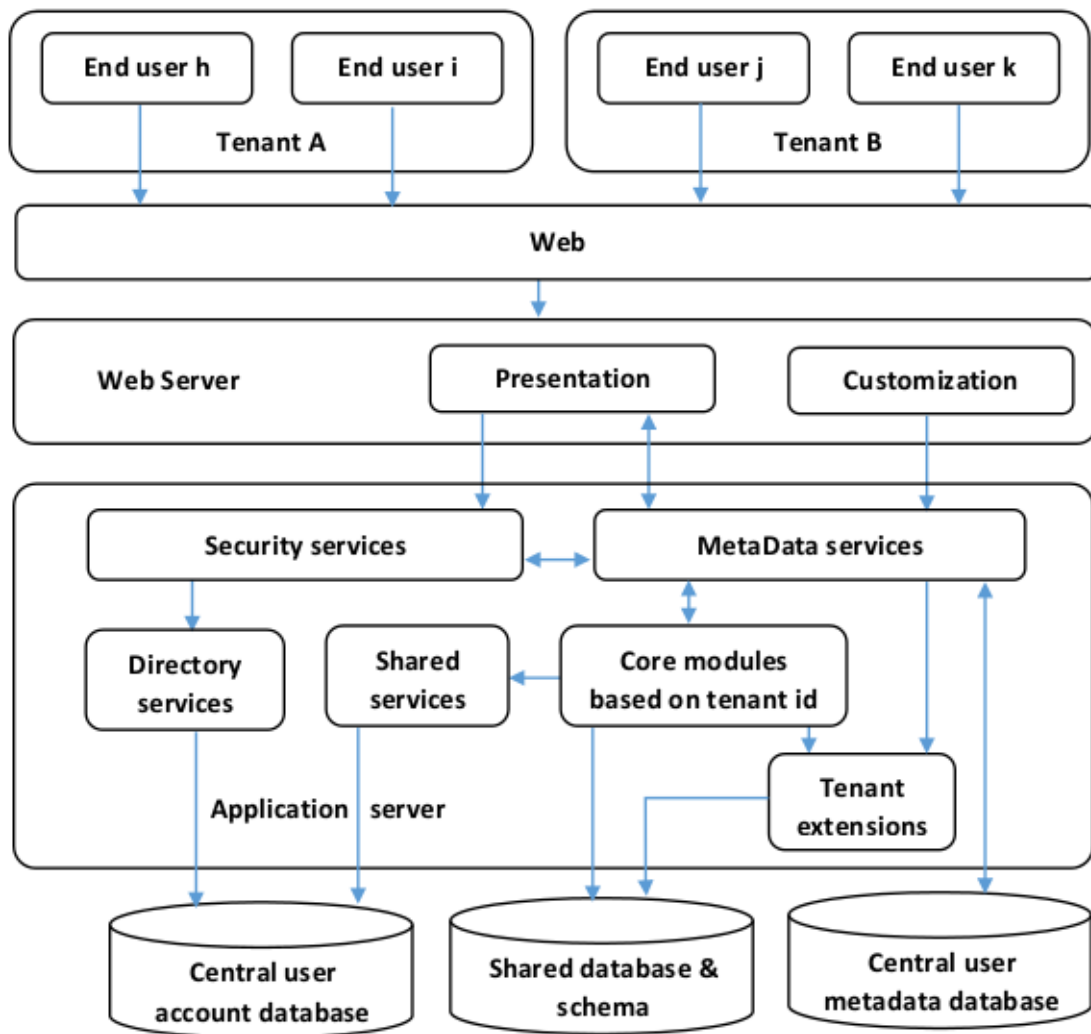 End user h
End user i
End user j
End user k
Tenant A
Tenant B
Web
Web Server
Presentation
Customization
Security services
MetaData services
Directory
services
Shared
services
Core modules
based on tenant id
Application server
Tenant
extensions
Central user
account database
Shared database &
schema
Central user
metadata database